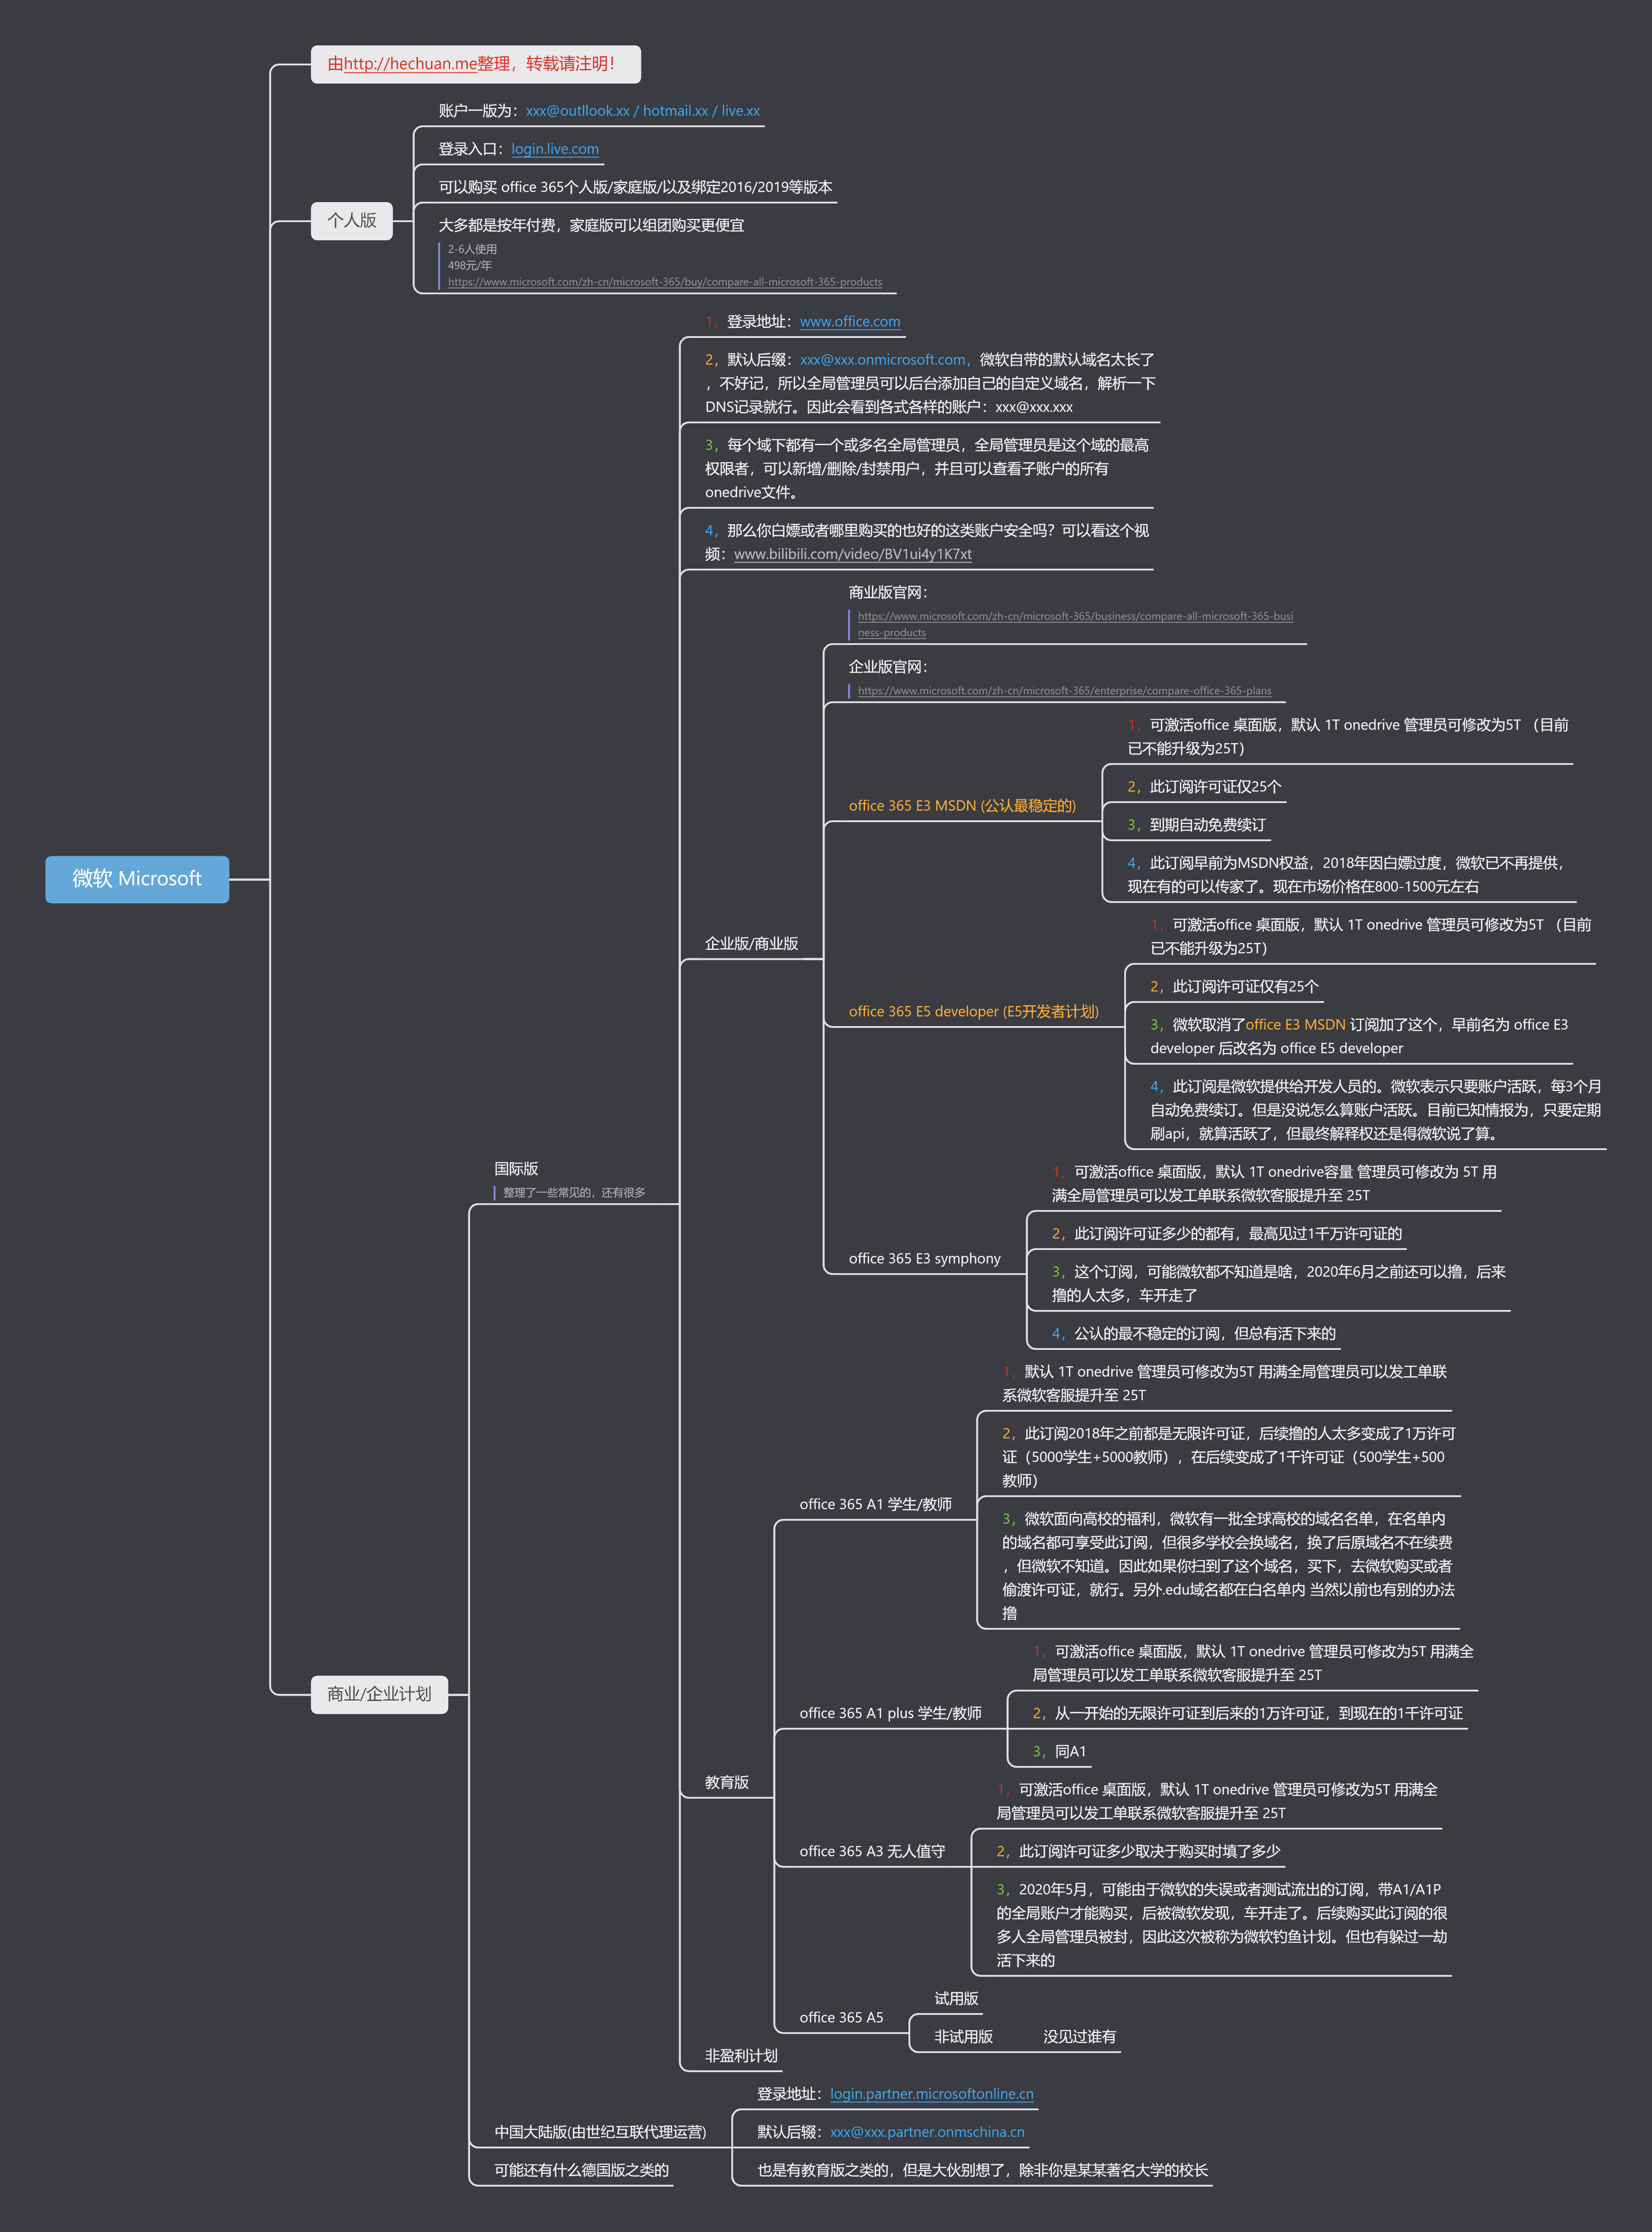 由http://hechuan.me整理，转载请注明！
账户一版为：xxx@outllook.xx / hotmail.xx / live.xx
登录入口：login.live.com
可以购买 office 365个人版/家庭版/以及绑定2016/2019等版本
个人版
大多都是按年付费，家庭版可以组团购买更便宜
2-6人使用
498元/年
https://www.microsoft.com/zh-cn/microsoft-365/buy/compare-all-microsoft-365-products
1，登录地址：www.office.com
2，默认后缀：xxx@xxx.onmicrosoft.com，微软自带的默认域名太长了
，不好记，所以全局管理员可以后台添加自己的自定义域名，解析一下
DNS记录就行。因此会看到各式各样的账户：xxx@xxx.xxx
3，每个域下都有一个或多名全局管理员，全局管理员是这个域的最高
权限者，可以新增/删除/封禁用户，并且可以查看子账户的所有
onedrive文件。
4，那么你白嫖或者哪里购买的也好的这类账户安全吗？可以看这个视
频：www.bilibili.com/video/BV1ui4y1K7xt
商业版官网：
https://www.microsoft.com/zh-cn/microsoft-365/business/compare-all-microsoft-365-busi
ness-products
企业版官网：
https://www.microsoft.com/zh-cn/microsoft-365/enterprise/compare-office-365-plans
1，可激活office 桌面版，默认 1T onedrive 管理员可修改为5T （目前
已不能升级为25T）
2，此订阅许可证仅25个
office 365 E3 MSDN (公认最稳定的)
3，到期自动免费续订
4，此订阅早前为MSDN权益，2018年因白嫖过度，微软已不再提供，
现在有的可以传家了。现在市场价格在800-1500元左右
微软 Microsoft
1，可激活office 桌面版，默认 1T onedrive 管理员可修改为5T （目前
已不能升级为25T）
企业版/商业版
2，此订阅许可证仅有25个
office 365 E5 developer (E5开发者计划)
3，微软取消了office E3 MSDN 订阅加了这个，早前名为 office E3
developer 后改名为 office E5 developer
4，此订阅是微软提供给开发人员的。微软表示只要账户活跃，每3个月
自动免费续订。但是没说怎么算账户活跃。目前已知情报为，只要定期
刷api，就算活跃了，但最终解释权还是得微软说了算。
国际版
整理了一些常见的，还有很多
1，可激活office 桌面版，默认 1T onedrive容量 管理员可修改为 5T 用
满全局管理员可以发工单联系微软客服提升至 25T
2，此订阅许可证多少的都有，最高见过1千万许可证的
office 365 E3 symphony
3，这个订阅，可能微软都不知道是啥，2020年6月之前还可以撸，后来
撸的人太多，车开走了
4，公认的最不稳定的订阅，但总有活下来的
1，默认 1T onedrive 管理员可修改为5T 用满全局管理员可以发工单联
系微软客服提升至 25T
2，此订阅2018年之前都是无限许可证，后续撸的人太多变成了1万许可
证（5000学生+5000教师），在后续变成了1千许可证（500学生+500
教师）
office 365 A1 学生/教师
3，微软面向高校的福利，微软有一批全球高校的域名名单，在名单内
的域名都可享受此订阅，但很多学校会换域名，换了后原域名不在续费
，但微软不知道。因此如果你扫到了这个域名，买下，去微软购买或者
偷渡许可证，就行。另外.edu域名都在白名单内 当然以前也有别的办法
撸
商业/企业计划
1，可激活office 桌面版，默认 1T onedrive 管理员可修改为5T 用满全
局管理员可以发工单联系微软客服提升至 25T
office 365 A1 plus 学生/教师
2，从一开始的无限许可证到后来的1万许可证，到现在的1千许可证
3，同A1
教育版
1，可激活office 桌面版，默认 1T onedrive 管理员可修改为5T 用满全
局管理员可以发工单联系微软客服提升至 25T
office 365 A3 无人值守
2，此订阅许可证多少取决于购买时填了多少
3，2020年5月，可能由于微软的失误或者测试流出的订阅，带A1/A1P
的全局账户才能购买，后被微软发现，车开走了。后续购买此订阅的很
多人全局管理员被封，因此这次被称为微软钓鱼计划。但也有躲过一劫
活下来的
office 365 A5
试用版
非试用版
没见过谁有
非盈利计划
登录地址：login.partner.microsoftonline.cn
中国大陆版(由世纪互联代理运营)
默认后辍：xxx@xxx.partner.onmschina.cn
也是有教育版之类的，但是大伙别想了，除非你是某某著名大学的校长
可能还有什么德国版之类的